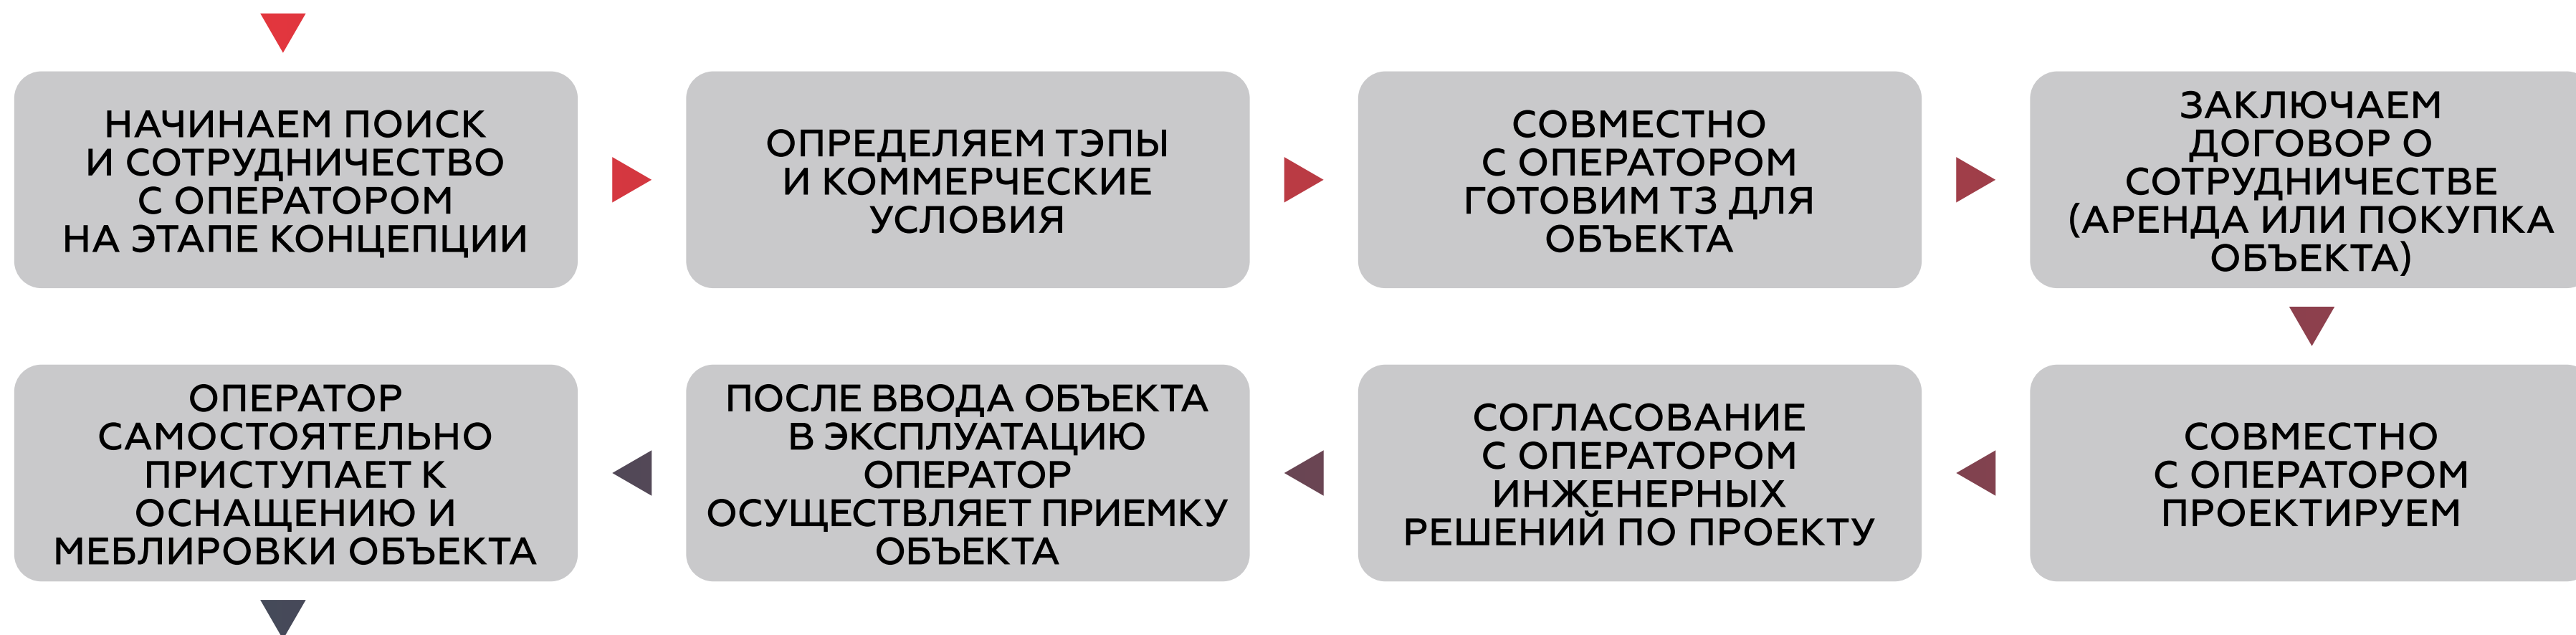 НАЧИНАЕМ ПОИСК
И СОТРУДНИЧЕСТВО
С ОПЕРАТОРОМ
НА ЭТАПЕ КОНЦЕПЦИИ
ОПРЕДЕЛЯЕМ ТЭПЫ
И КОММЕРЧЕСКИЕ
УСЛОВИЯ
СОВМЕСТНО
С ОПЕРАТОРОМ
ГОТОВИМ ТЗ ДЛЯ
ОБЪЕКТА
ЗАКЛЮЧАЕМ
ДОГОВОР О
СОТРУДНИЧЕСТВЕ
(АРЕНДА ИЛИ ПОКУПКА
ОБЪЕКТА)
СОВМЕСТНО
С ОПЕРАТОРОМ
ПРОЕКТИРУЕМ
СОГЛАСОВАНИЕ
С ОПЕРАТОРОМ
ИНЖЕНЕРНЫХ
РЕШЕНИЙ ПО ПРОЕКТУ
ПОСЛЕ ВВОДА ОБЪЕКТА
В ЭКСПЛУАТАЦИЮ
ОПЕРАТОР
ОСУЩЕСТВЛЯЕТ ПРИЕМКУ
ОБЪЕКТА
ОПЕРАТОР
САМОСТОЯТЕЛЬНО
ПРИСТУПАЕТ К
ОСНАЩЕНИЮ И
МЕБЛИРОВКИ ОБЪЕКТА